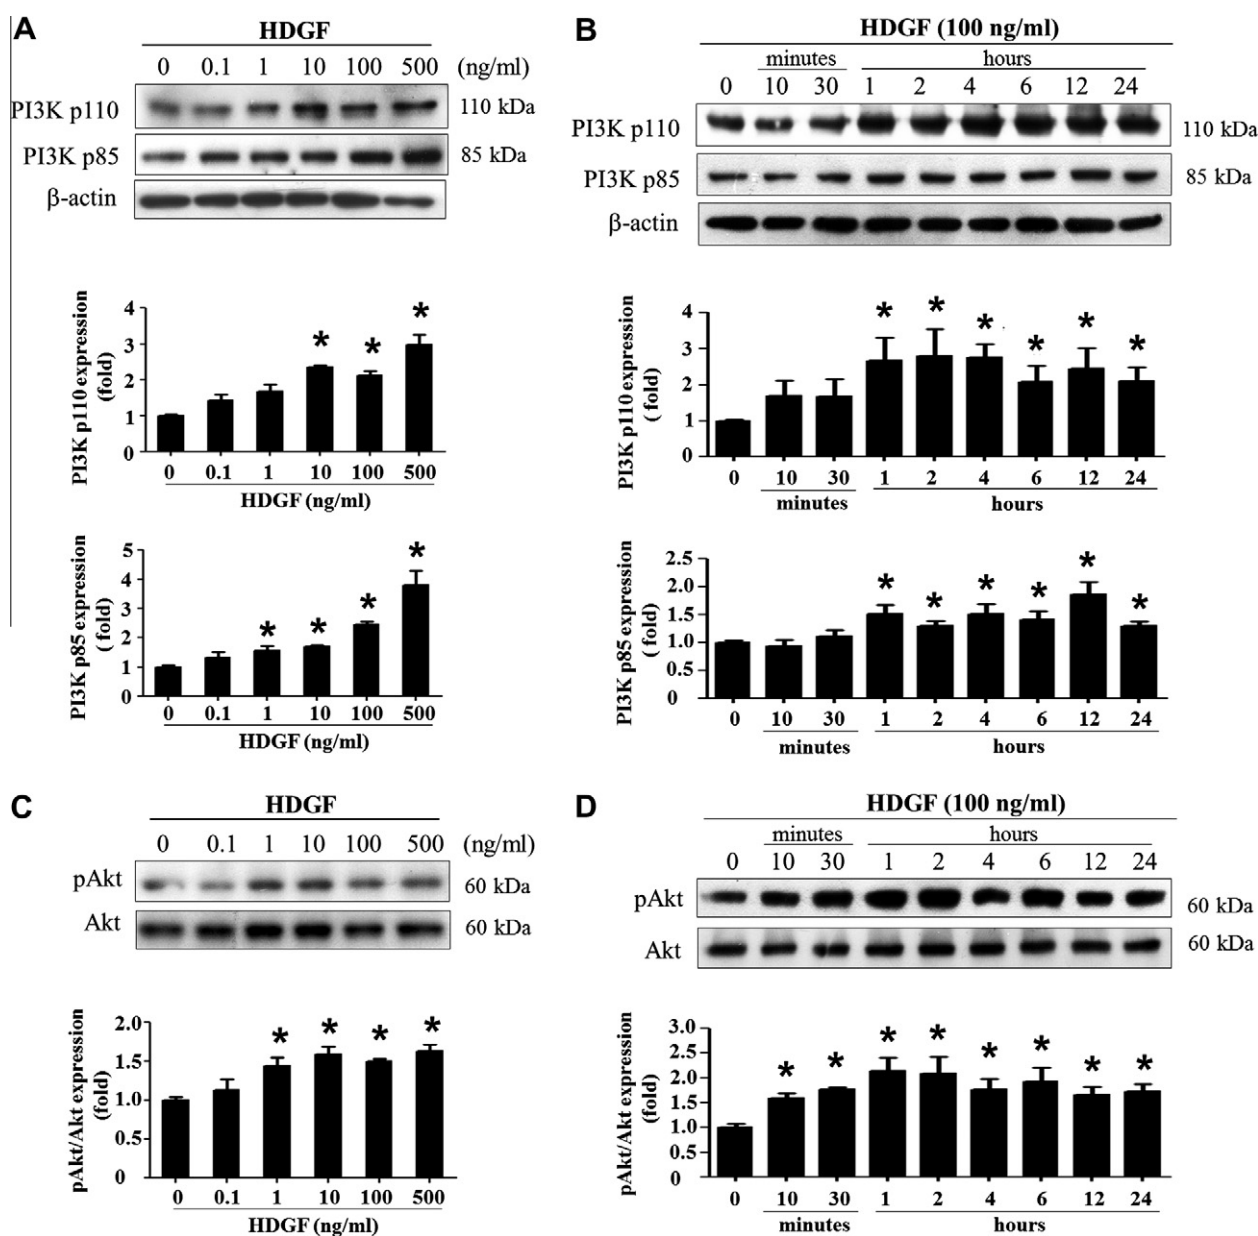 A
HDGF
0 0.1 1 10 100 500 (ng/ml)
PI3K p110 110 kDa
PI3K p85 85 kDa
β-actin
PI3K p110 expression
(fold)
4
3
2
1
0
* * *
0 0.1 1 10 100 500
HDGF (ng/ml)
PI3K p85 expression
( fold)
5
4
3
2
1
0
* * * *
0 0.1 1 10 100 500
HDGF (ng/ml)
B
HDGF (100 ng/ml)
minutes hours
0 10 30 1 2 4 6 12 24
PI3K p110 110 kDa
PI3K p85 85 kDa
β-actin
PI3K p110 expression
( fold)
4
3
2
1
0
* * * * * *
0 10 30 1 2 4 6 12 24
minutes hours
PI3K p85 expression
( fold)
2.5
2.0
1.5
1.0
0.5
0
* * * * * *
0 10 30 1 2 4 6 12 24
minutes hours
C
HDGF
0 0.1 1 10 100 500 (ng/ml)
pAkt 60 kDa
Akt 60 kDa
pAkt/Akt expression
(fold)
2.0
1.5
1.0
0.5
0
* * * *
0 0.1 1 10 100 500
HDGF (ng/ml)
D
HDGF (100 ng/ml)
minutes hours
0 10 30 1 2 4 6 12 24
pAkt 60 kDa
Akt 60 kDa
pAkt/Akt expression
(fold)
3.0
2.5
2.0
1.5
1.0
0.5
0
* * * * * * * *
0 10 30 1 2 4 6 12 24
minutes hours